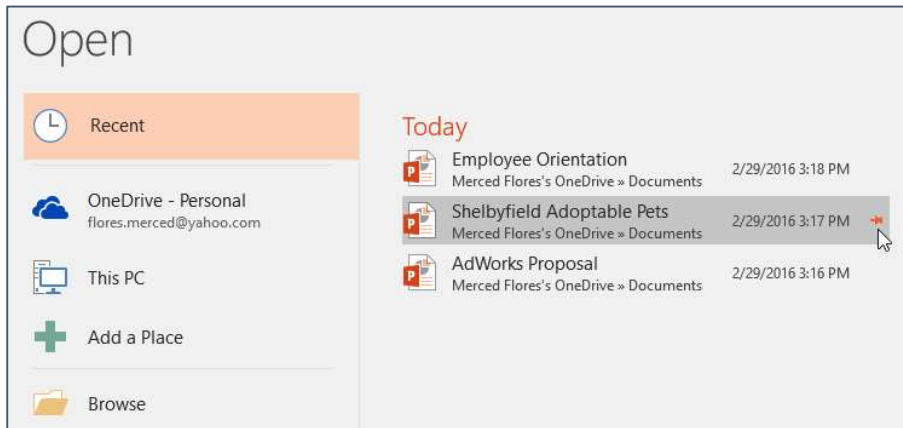 Open
Recent
OneDrive - Personal
flores.merced@yahoo.com
This PC
Add a Place
Browse
Today
Employee Orientation
Merced Flores's OneDrive » Documents
2/29/2016 3:18 PM
Shelbyfield Adoptable Pets
Merced Flores's OneDrive » Documents
2/29/2016 3:17 PM
AdWorks Proposal
Merced Flores's OneDrive » Documents
2/29/2016 3:16 PM